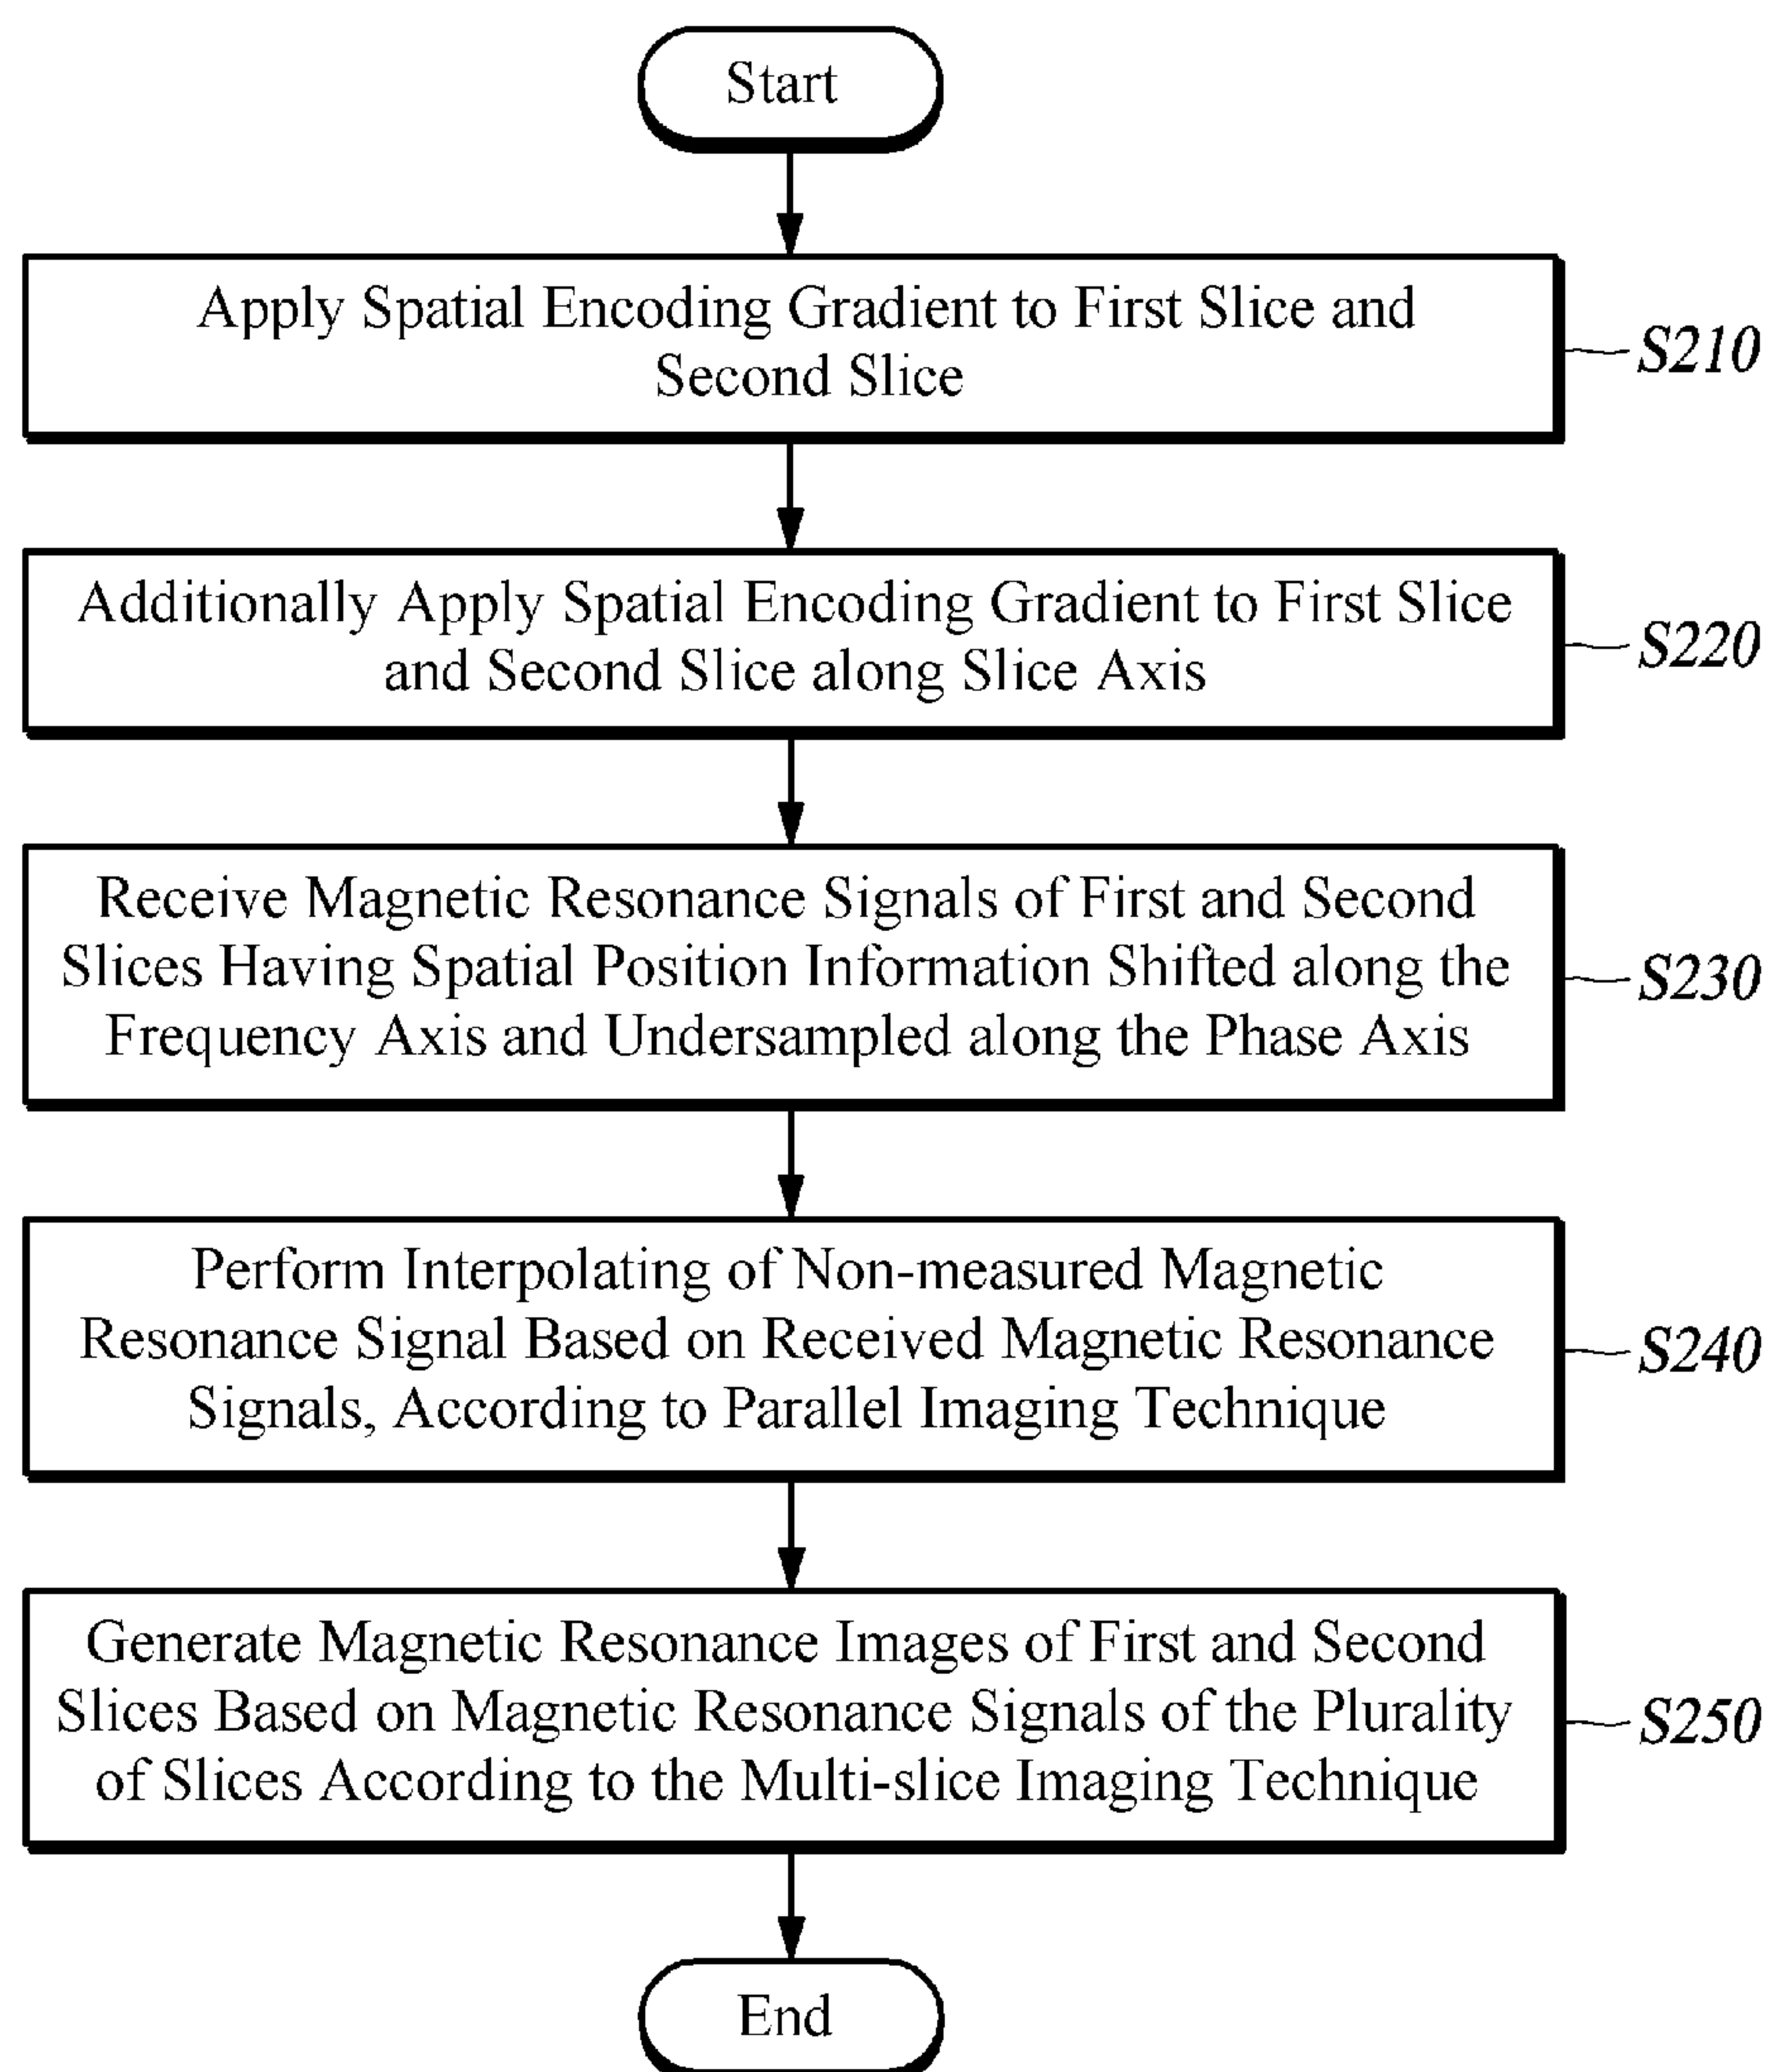 Start
Apply Spatial Encoding Gradient to First Slice and
Second Slice
S210
Additionally Apply Spatial Encoding Gradient to First Slice
and Second Slice along Slice Axis
S220
Receive Magnetic Resonance Signals of First and Second
Slices Having Spatial Position Information Shifted along the
Frequency Axis and Undersampled along the Phase Axis
S230
Perform Interpolating of Non-measured Magnetic
Resonance Signal Based on Received Magnetic Resonance
Signals, According to Parallel Imaging Technique
S240
Generate Magnetic Resonance Images of First and Second
Slices Based on Magnetic Resonance Signals of the Plurality
of Slices According to the Multi-slice Imaging Technique
S250
End